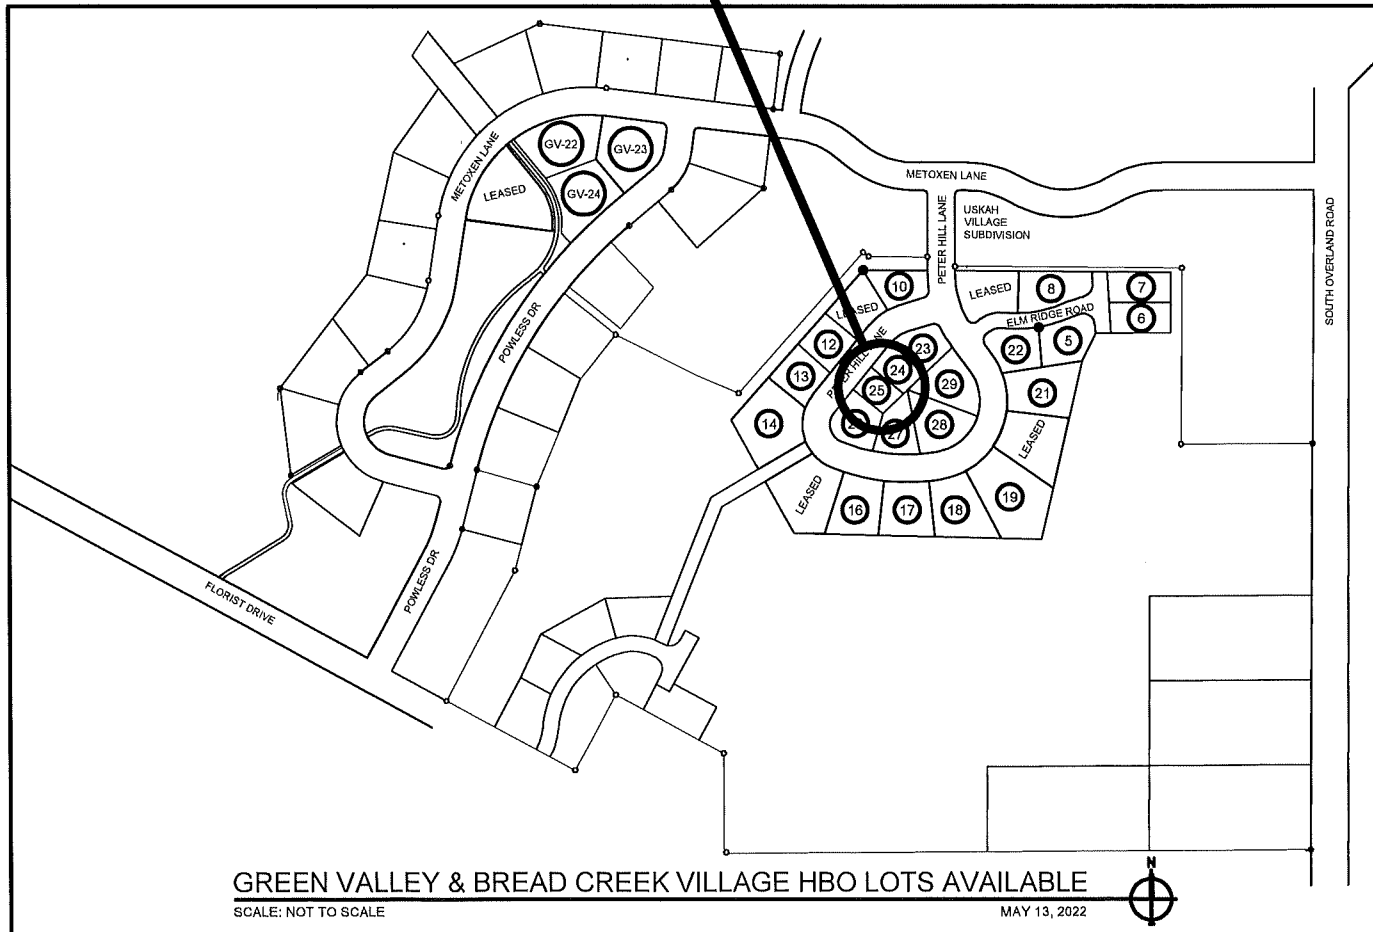 GV-22
GV-23
METOXEN LANE
LEASED
GV-24
METOXEN LANE
PETER HILL LANE
USKAH
VILLAGE
SUBDIVISION
SOUTH OVERLAND ROAD
10
LEASED
8
7
LEASED
ELM RIDGE ROAD
6
POWLESS DR
12
PETER HILL LANE
23
22
5
13
24
29
25
21
14
27
28
LEASED
LEASED
16
17
18
19
POWLESS DR
FLORIST DRIVE
GREEN VALLEY & BREAD CREEK VILLAGE HBO LOTS AVAILABLE
N
SCALE: NOT TO SCALE
MAY 13, 2022